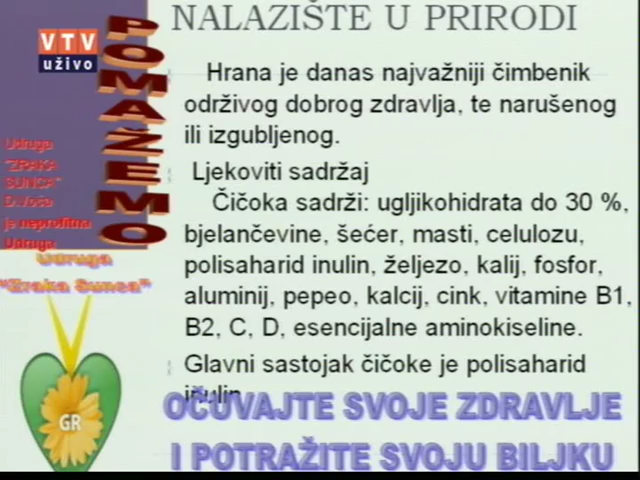 NALAZIŠTE U PRIRODI
VTV
uživo
POMAŽEMO
Hrana je danas najvažniji čimbenik
održivog dobrog zdravlja, te narušenog
ili izgubljenog.
Ljekoviti sadržaj
Čičoka sadrži: ugljikohidrata do 30 %,
bjelančevine, šećer, masti, celulozu,
polisaharid inulin, željezo, kalij, fosfor,
aluminij, pepeo, kalcij, cink, vitamine B1,
B2, C, D, esencijalne aminokiseline.
Glavni sastojak čičoke je polisaharid
inulin
Udruga
"ZRAKA
SUNCA"
D.Voća
je neprofitna
Udruga
Udruga
"Zraka Sunca"
GR
OČUVAJTE SVOJE ZDRAVLJE
I POTRAŽITE SVOJU BILJKU